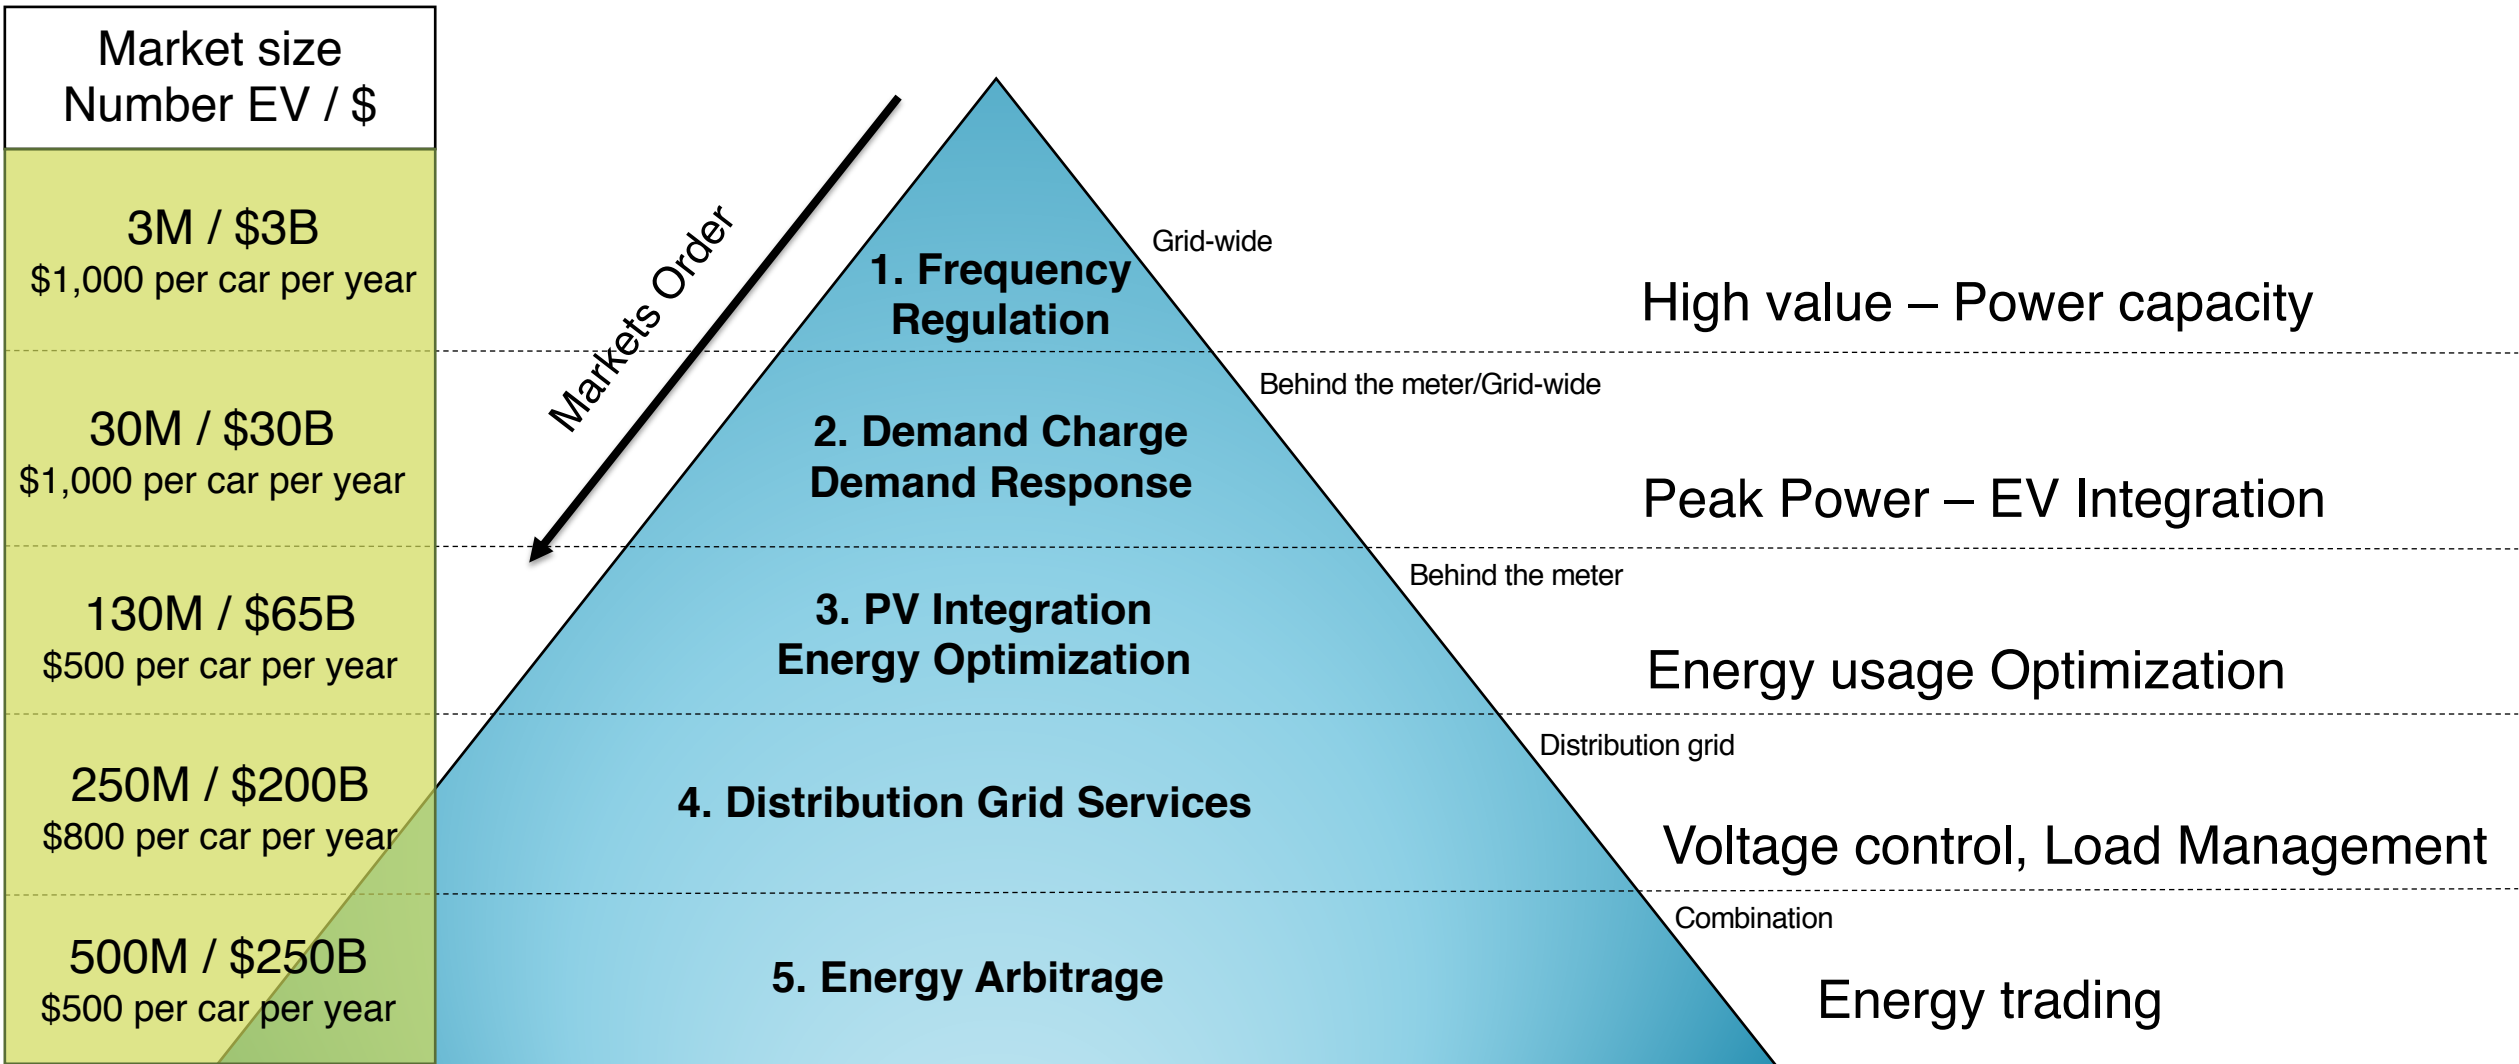 Market size
Number EV / $
3M / $3B
$1,000 per car per year
30M / $30B
$1,000 per car per year
130M / $65B
$500 per car per year
250M / $200B
$800 per car per year
500M / $250B
$500 per car per year
Markets Order
1. Frequency
Regulation
2. Demand Charge
Demand Response
3. PV Integration
Energy Optimization
4. Distribution Grid Services
5. Energy Arbitrage
Grid-wide
Behind the meter/Grid-wide
Behind the meter
Distribution grid
Combination
High value – Power capacity
Peak Power – EV Integration
Energy usage Optimization
Voltage control, Load Management
Energy trading